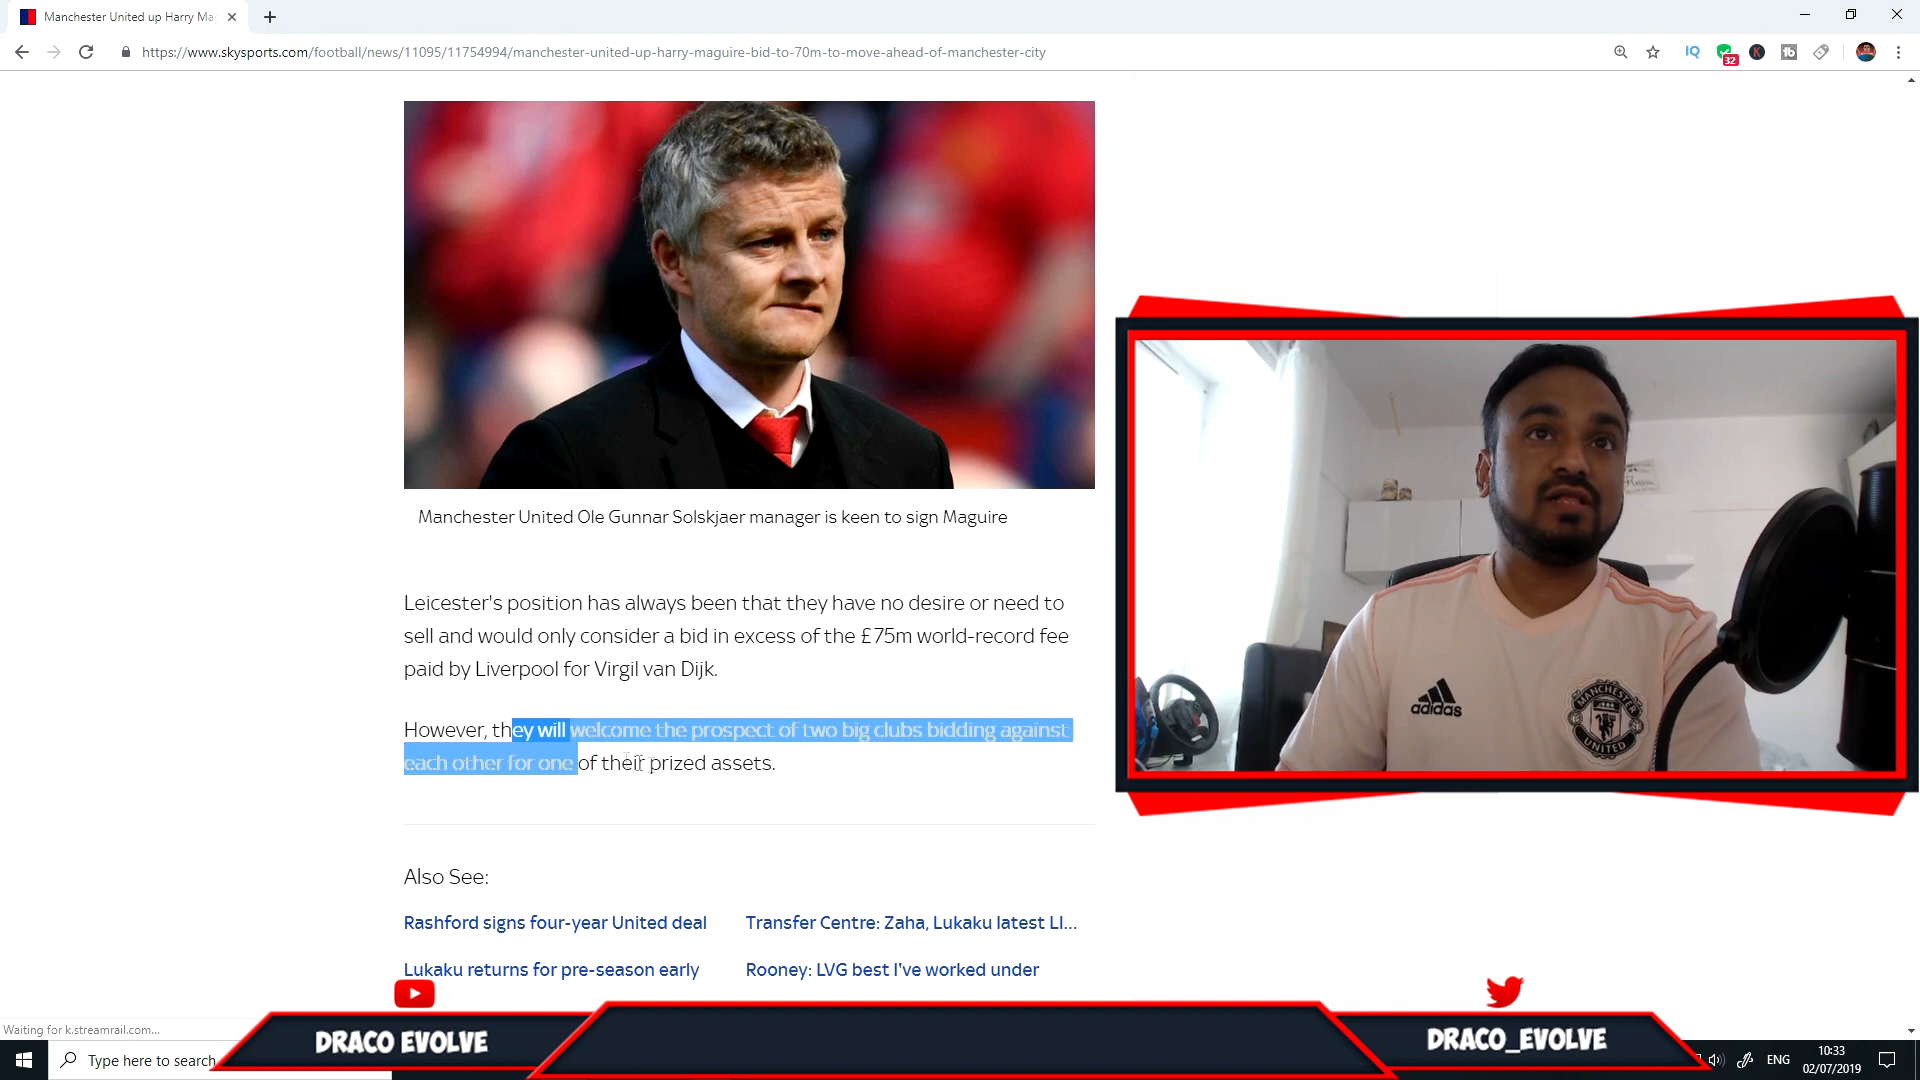 Manchester United up Harry Ma
https://www.skysports.com/football/news/11095/11754994/manchester-united-up-harry-maguire-bid-to-70m-to-move-ahead-of-manchester-city
IQ
32
K
tb
Manchester United Ole Gunnar Solskjaer manager is keen to sign Maguire
Leicester's position has always been that they have no desire or need to
sell and would only consider a bid in excess of the £75m world-record fee
paid by Liverpool for Virgil van Dijk.
However, they will welcome the prospect of two big clubs bidding against
each other for one of their prized assets.
adidas
MANCHESTER
UNITED
Also See:
Rashford signs four-year United deal
Transfer Centre: Zaha, Lukaku latest LI...
Lukaku returns for pre-season early
Rooney: LVG best I've worked under
Waiting for k.streamrail.com...
DRACO EVOLVE
DRACO_EVOLVE
Type here to search
ENG
10:33
02/07/2019